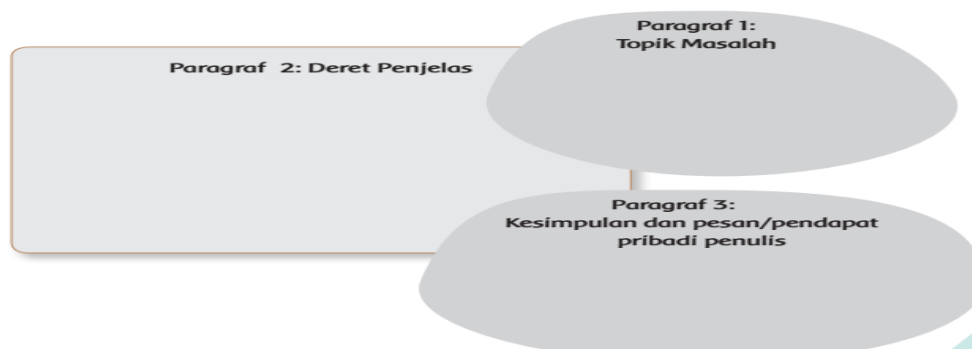 Paragraf 1:
Topik Masalah
Paragraf 2: Deret Penjelas
Paragraf 3:
Kesimpulan dan pesan/pendapat
pribadi penulis